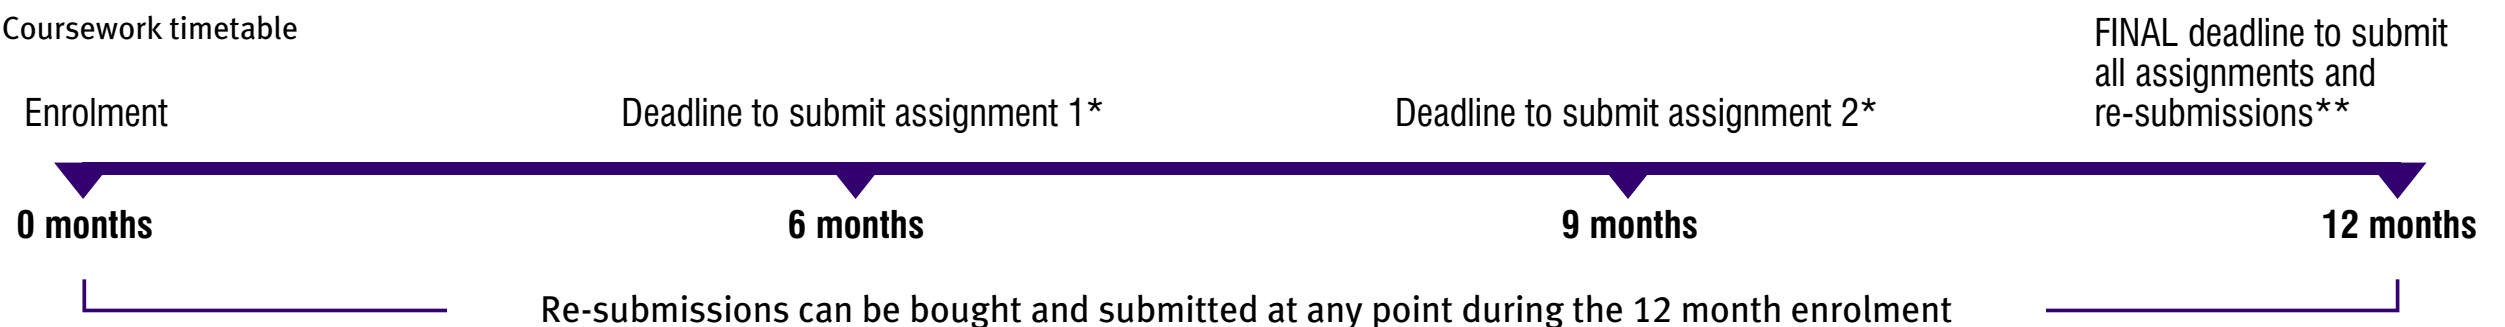 Coursework timetable
FINAL deadline to submit
all assignments and
re-submissions**
Enrolment
Deadline to submit assignment 1*
Deadline to submit assignment 2*
0 months
6 months
9 months
12 months
Re-submissions can be bought and submitted at any point during the 12 month enrolment